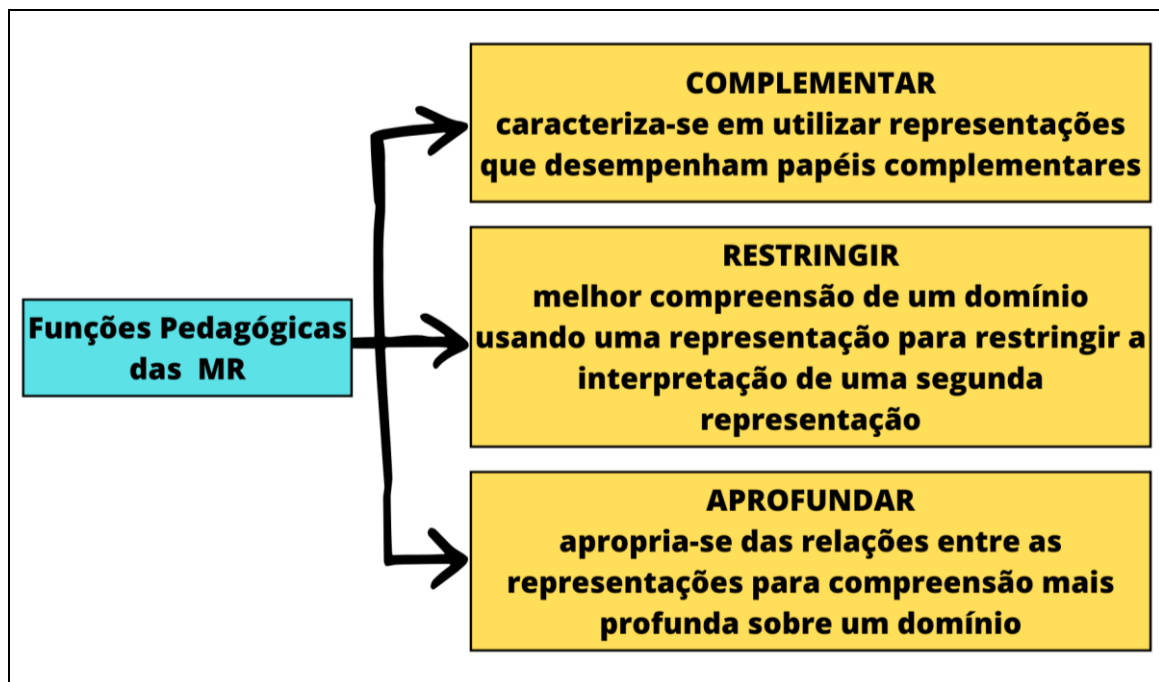 COMPLEMENTAR
caracteriza-se em utilizar representações
que desempenham papéis complementares
RESTRINGIR
melhor compreensão de um domínio
usando uma representação para restringir a
interpretação de uma segunda
representação
Funções Pedagógicas
das MR
APROFUNDAR
apropria-se das relações entre as
representações para compreensão mais
profunda sobre um domínio